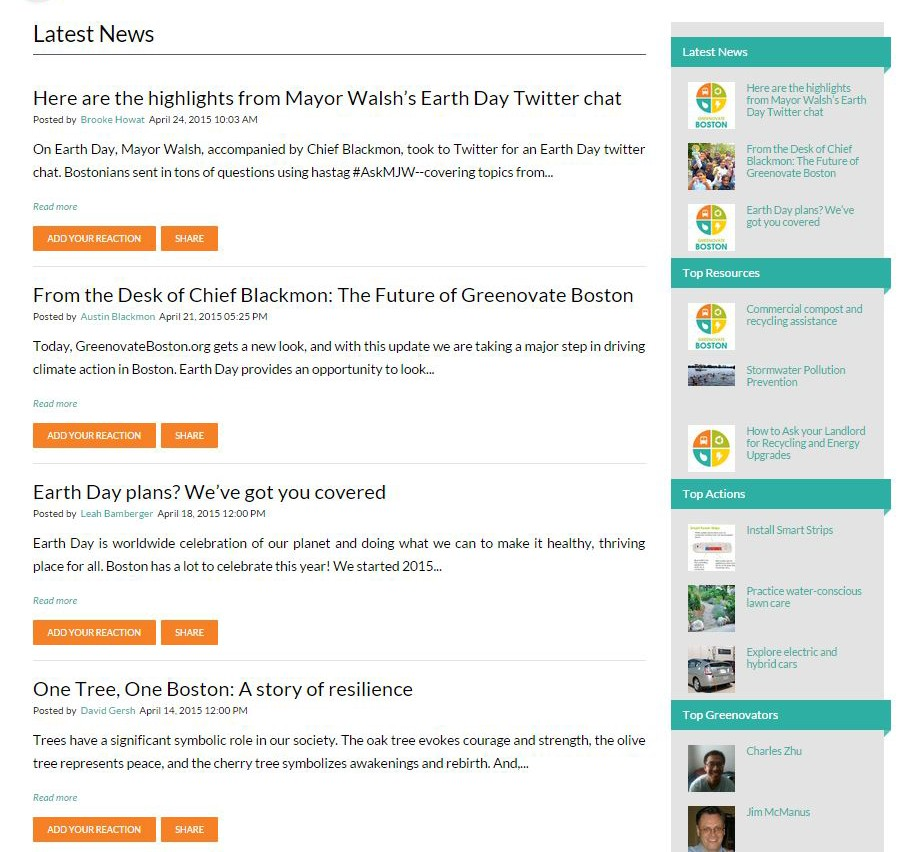 Latest News
Here are the highlights from Mayor Walsh’s Earth Day Twitter chat
Posted by Brooke Howat April 24, 2015 10:03 AM
On Earth Day, Mayor Walsh, accompanied by Chief Blackmon, took to Twitter for an Earth Day twitter
chat. Bostonians sent in tons of questions using hastag #AskMJW--covering topics from...
Read more
ADD YOUR REACTION
SHARE
From the Desk of Chief Blackmon: The Future of Greenovate Boston
Posted by Austin Blackmon April 21, 2015 05:25 PM
Today, GreenovateBoston.org gets a new look, and with this update we are taking a major step in driving
climate action in Boston. Earth Day provides an opportunity to look...
Read more
ADD YOUR REACTION
SHARE
Earth Day plans? We’ve got you covered
Posted by Leah Bamberger April 18, 2015 12:00 PM
Earth Day is worldwide celebration of our planet and doing what we can to make it healthy, thriving
place for all. Boston has a lot to celebrate this year! We started 2015...
Read more
ADD YOUR REACTION
SHARE
One Tree, One Boston: A story of resilience
Posted by David Gersh April 14, 2015 12:00 PM
Trees have a significant symbolic role in our society. The oak tree evokes courage and strength, the olive
tree represents peace, and the cherry tree symbolizes awakenings and rebirth. And,...
Read more
ADD YOUR REACTION
SHARE
Latest News
GREENOVATE
BOSTON
Here are the highlights
from Mayor Walsh’s Earth
Day Twitter chat
From the Desk of Chief
Blackmon: The Future of
Greenovate Boston
GREENOVATE
BOSTON
Earth Day plans? We’ve
got you covered
Top Resources
GREENOVATE
BOSTON
Commercial compost and
recycling assistance
Stormwater Pollution
Prevention
How to Ask your Landlord
for Recycling and Energy
Upgrades
Top Actions
Install Smart Strips
Practice water-conscious
lawn care
Explore electric and
hybrid cars
Top Greenovators
Charles Zhu
Jim McManus